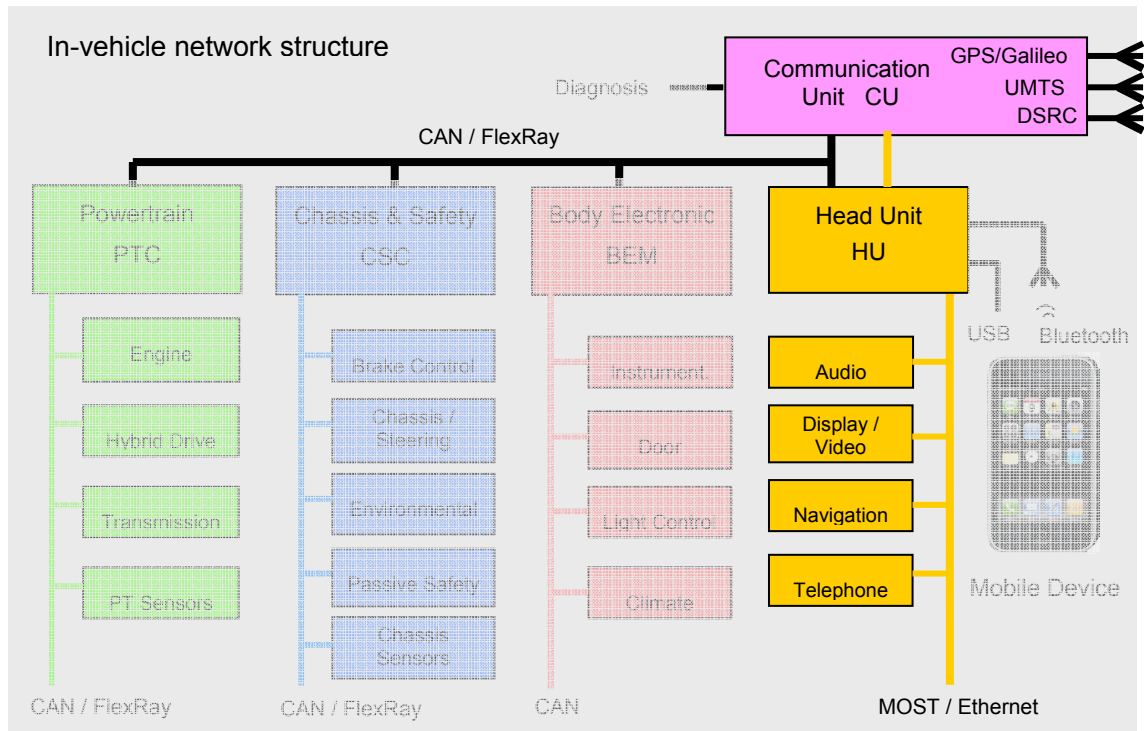 In-vehicle network structure
Communication
Unit CU
GPS/Galileo
UMTS
DSRC
Diagnosis
CAN / FlexRay
Powertrain
PTC
Chassis & Safety
CSC
Body Electronic
BEM
Head Unit
HU
USB
Bluetooth
Engine
Hybrid Drive
Transmission
PT Sensors
Brake Control
Chassis /
Steering
Environmental
Passive Safety
Chassis
Sensors
Instrument.
Door
Light Control
Climate
Audio
Display /
Video
Navigation
Telephone
Mobile Device
CAN / FlexRay
CAN / FlexRay
CAN
MOST / Ethernet